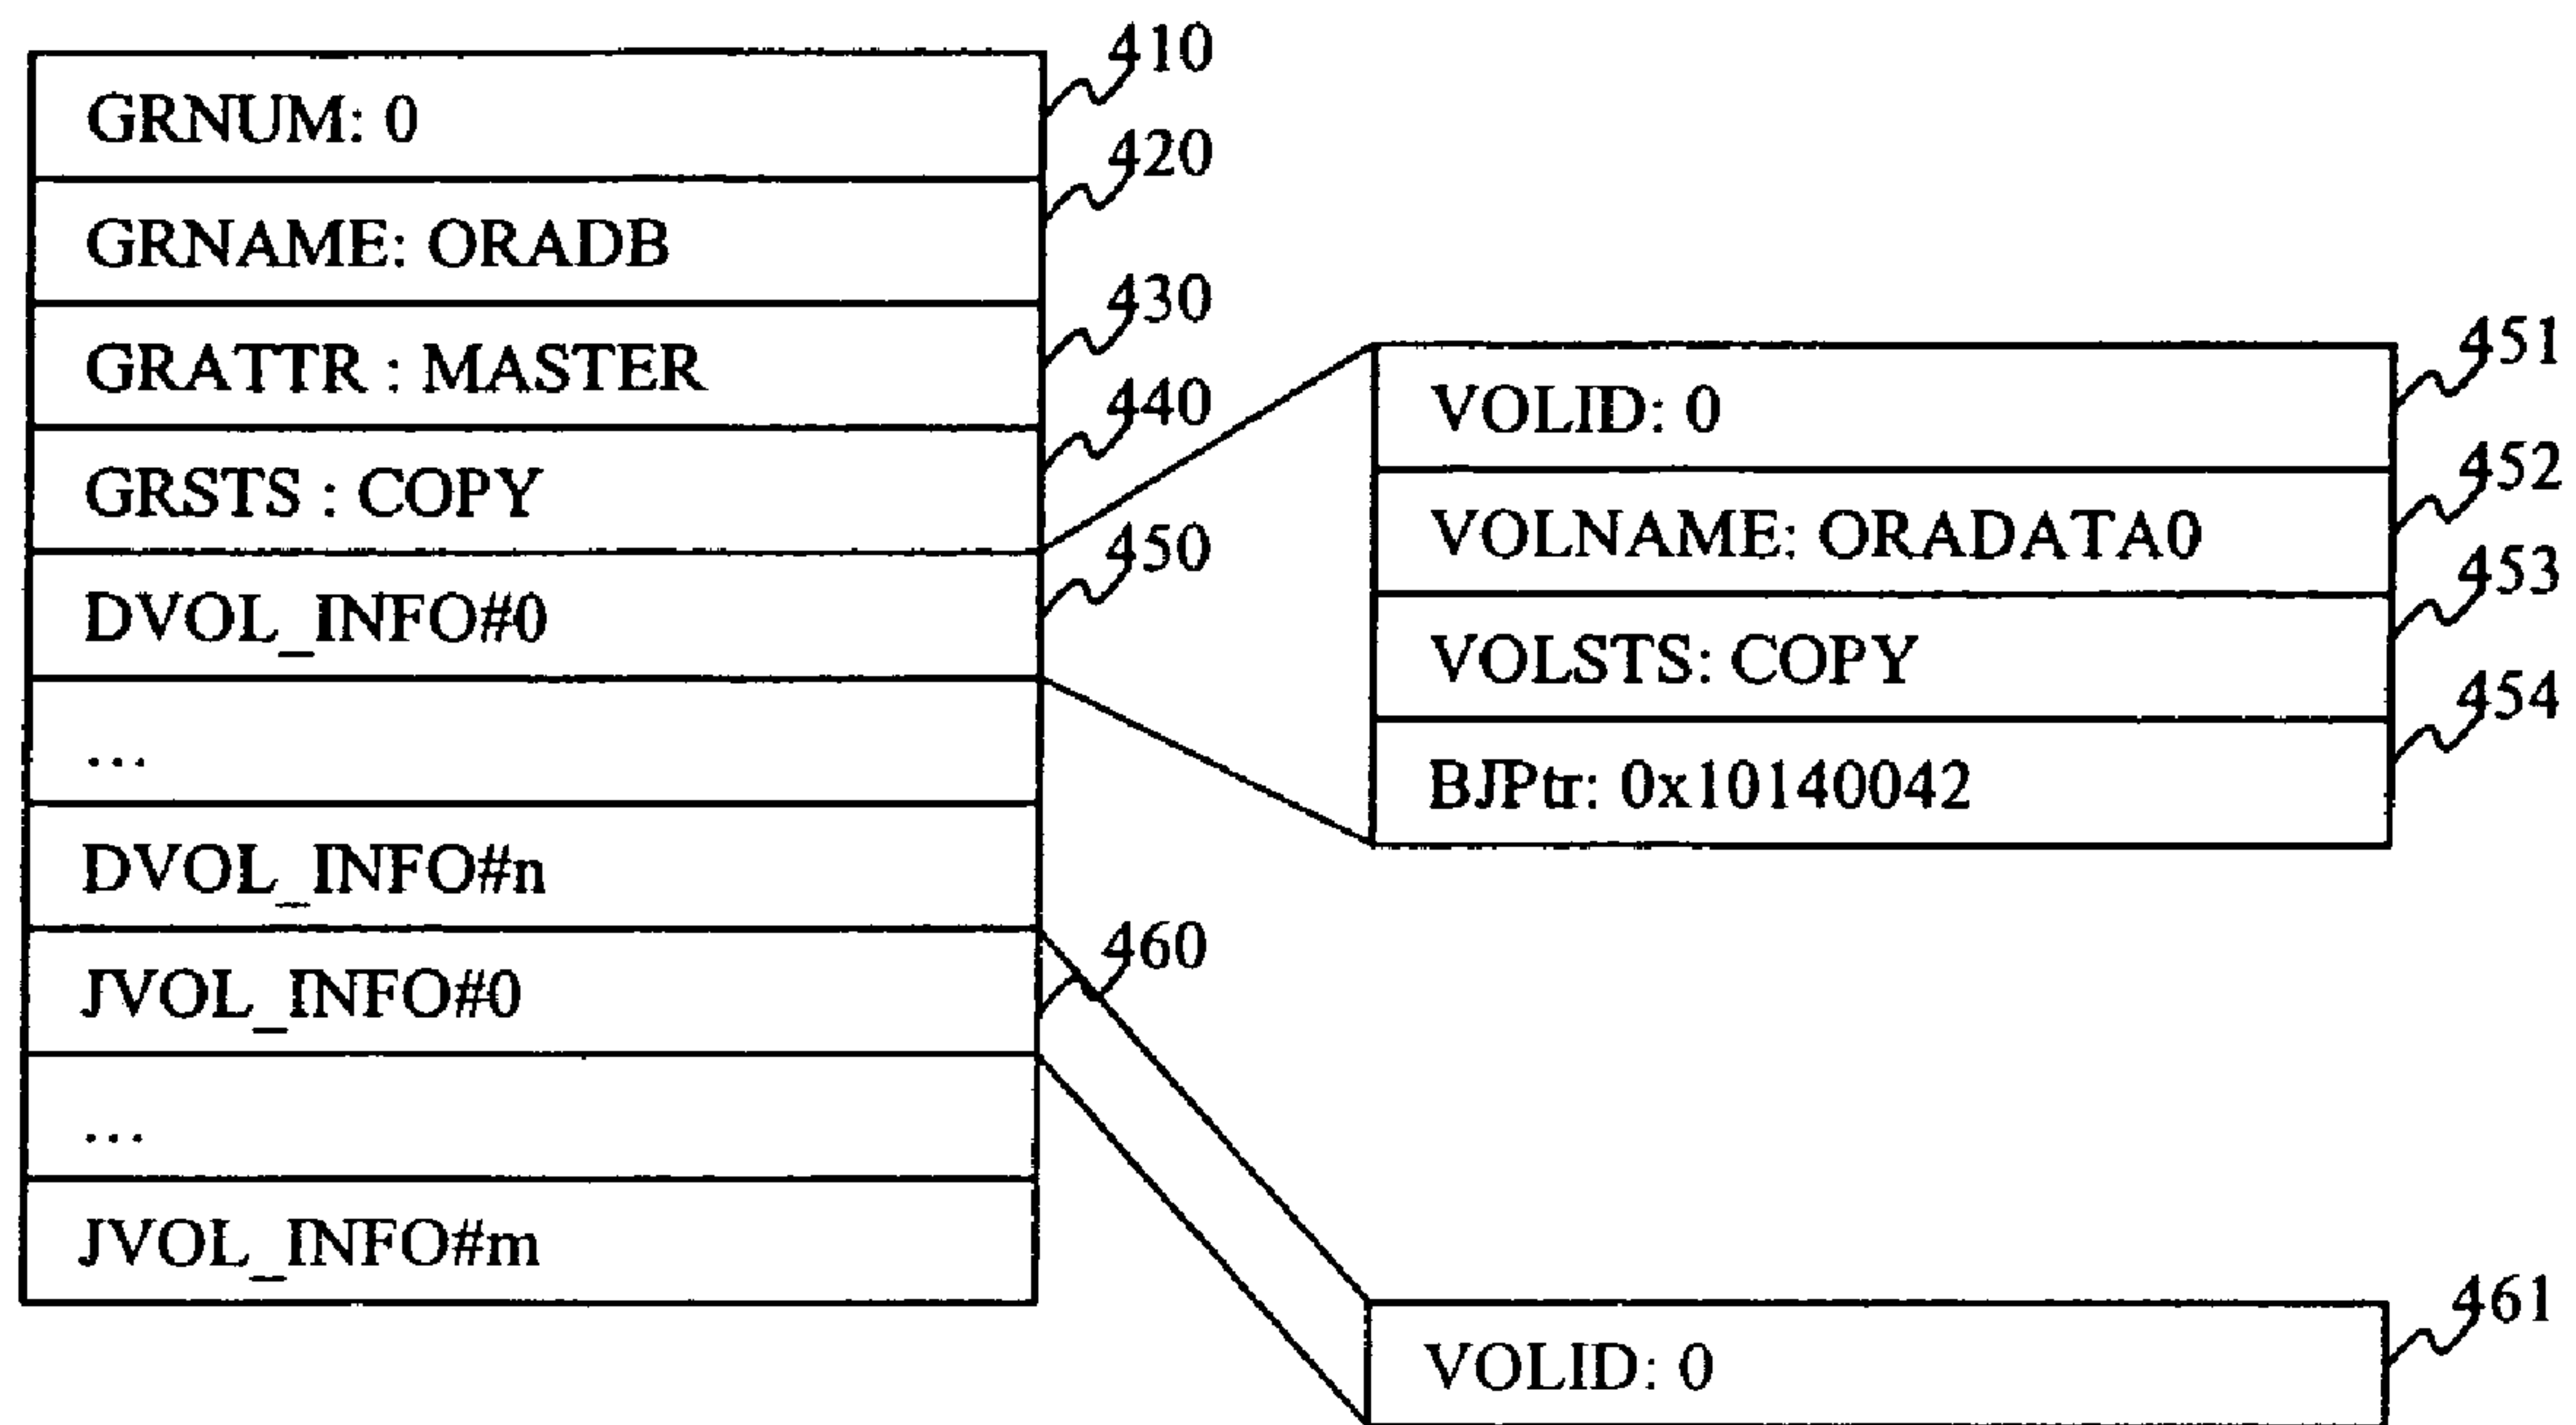 410
GRNUM: 0
420
GRNAME: ORADB
430
GRATTR : MASTER
440
GRSTS : COPY
450
DVOL_INFO#0
...
DVOL_INFO#n
460
JVOL_INFO#0
...
JVOL_INFO#m
451
VOLID: 0
452
VOLNAME: ORADATA0
453
VOLSTS: COPY
454
BJPtr: 0x10140042
461
VOLID: 0